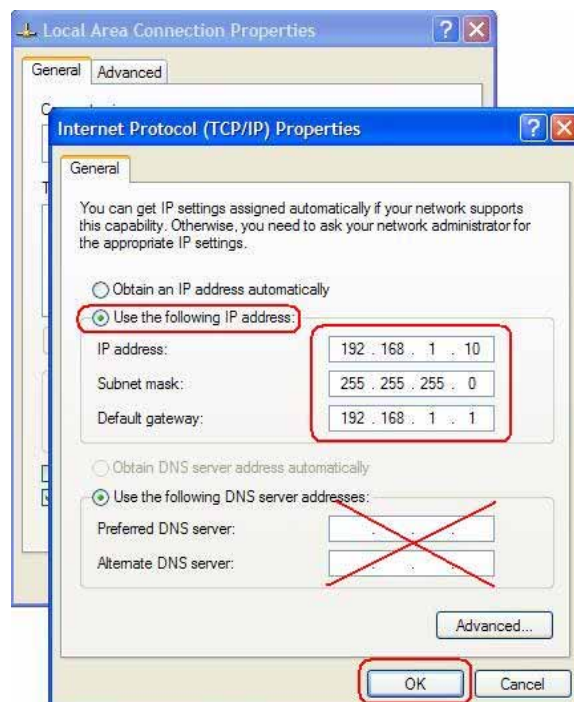 Local Area Connection Properties
General Advanced
Internet Protocol (TCP/IP) Properties
General
You can get IP settings assigned automatically if your network supports
this capability. Otherwise, you need to ask your network administrator for
the appropriate IP settings.
Obtain an IP address automatically
Use the following IP address:
IP address: 192 . 168 . 1 . 10
Subnet mask: 255 . 255 . 255 . 0
Default gateway: 192 . 168 . 1 . 1
Obtain DNS server address automatically
Use the following DNS server addresses:
Preferred DNS server: . . .
Alternate DNS server: . . .
Advanced...
OK Cancel